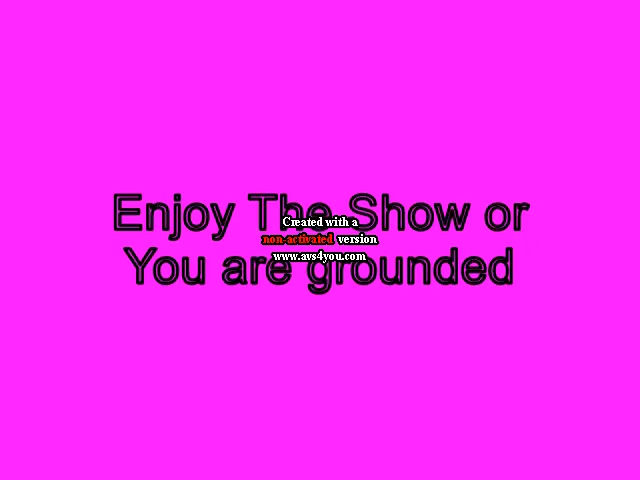 Enjoy The Show or
You are grounded
Created with a
non-activated version
www.avs4you.com